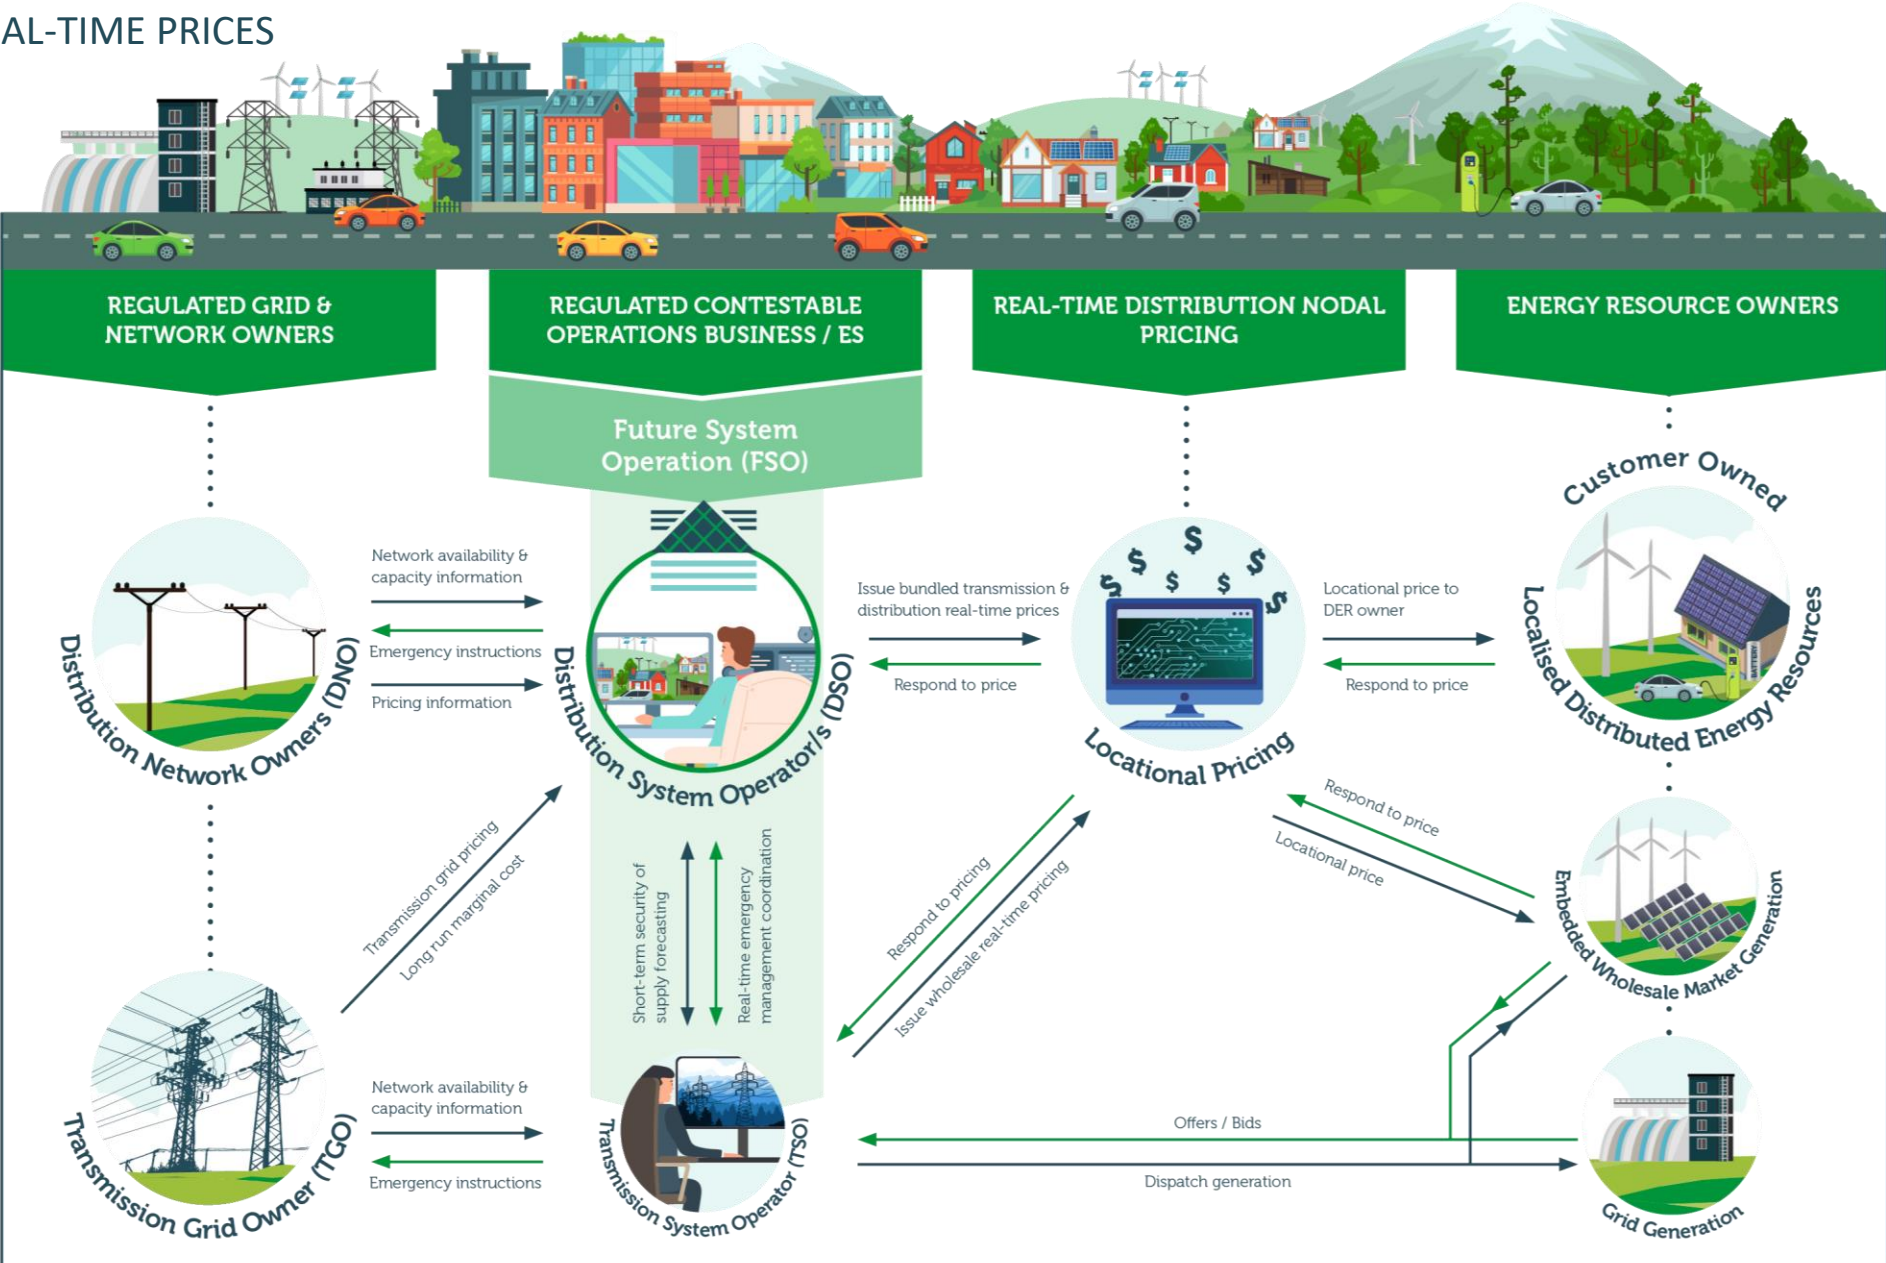 AL-TIME PRICES
REGULATED GRID &
NETWORK OWNERS
REGULATED CONTESTABLE
OPERATIONS BUSINESS / ES
REAL-TIME DISTRIBUTION NODAL
PRICING
ENERGY RESOURCE OWNERS
Future System
Operation (FSO)
Customer Owned
Network availability &
capacity information
Emergency instructions
Pricing information
Distribution Network Owners (DNO)
Distribution System Operator/s (DSO)
Issue bundled transmission &
distribution real-time prices
Respond to price
$ $ $ $ $ $ $
Locational Pricing
Locational price to
DER owner
Respond to price
BATTERY
Localised Distributed Energy Resources
Transmission grid pricing
Long run marginal cost
Short-term security of
supply forecasting
Real-time emergency
management coordination
Respond to pricing
Issue wholesale real-time pricing
Respond to price
Locational price
Embedded Wholesale Market Generation
Network availability &
capacity information
Emergency instructions
Transmission Grid Owner (TGO)
Transmission System Operator (TSO)
Offers / Bids
Dispatch generation
Grid Generation